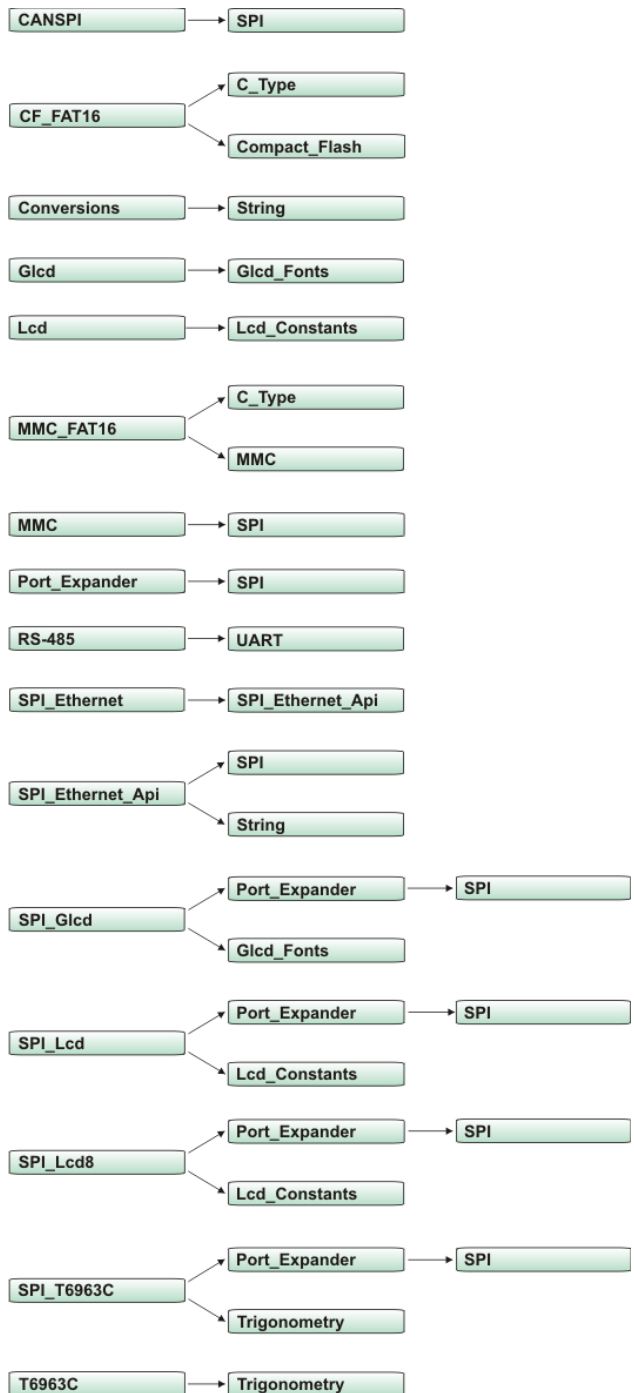 CANSPI
SPI
CF_FAT16
C_Type
Compact_Flash
Conversions
String
Glcd
Glcd_Fonts
Lcd
Lcd_Constants
MMC_FAT16
C_Type
MMC
MMC
SPI
Port_Expander
SPI
RS-485
UART
SPI_Ethernet
SPI_Ethernet_Api
SPI_Ethernet_Api
SPI
String
SPI_Glcd
Port_Expander
SPI
Glcd_Fonts
SPI_Lcd
Port_Expander
SPI
Lcd_Constants
SPI_Lcd8
Port_Expander
SPI
Lcd_Constants
SPI_T6963C
Port_Expander
SPI
Trigonometry
T6963C
Trigonometry